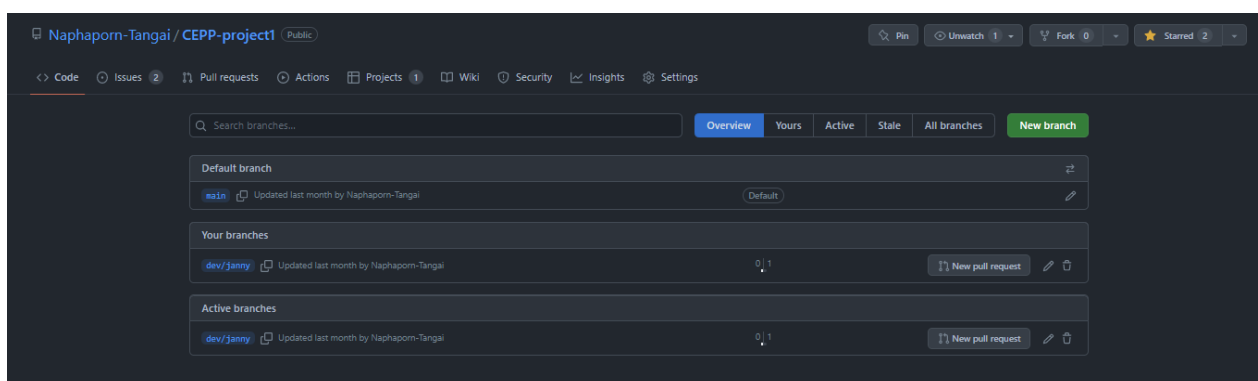 Naphaporn-Tangai / CEPP-project1 Public
Pin Unwatch 1 Fork 0 Starred 2
<> Code Issues 2 Pull requests Actions Projects 1 Wiki Security Insights Settings
Search branches... Overview Yours Active Stale All branches New branch
Default branch
main Updated last month by Naphaporn-Tangai Default
Your branches
dev/janny Updated last month by Naphaporn-Tangai 0 | 1 New pull request
Active branches
dev/janny Updated last month by Naphaporn-Tangai 0 | 1 New pull request